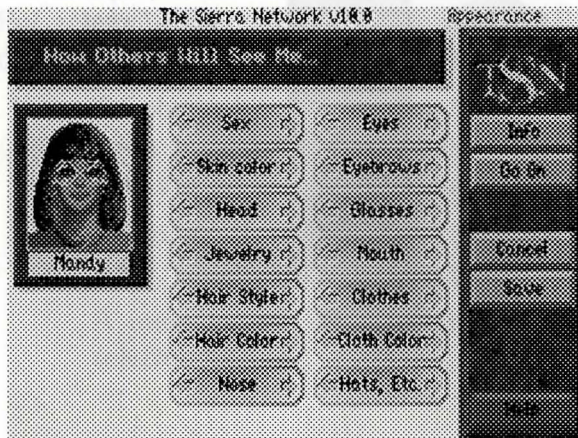 The Sierra Network v10.0
Appearance
How Others Will See Me...
TSN
Mandy
Sex
Skin color
Head
Jewelry
Hair Styler
Hair Color
Nose
Eyes
Eyebrows
Glasses
Mouth
Clothes
Cloth Color
Hats, Etc.
Info
Go On
Cancel
Save
Help